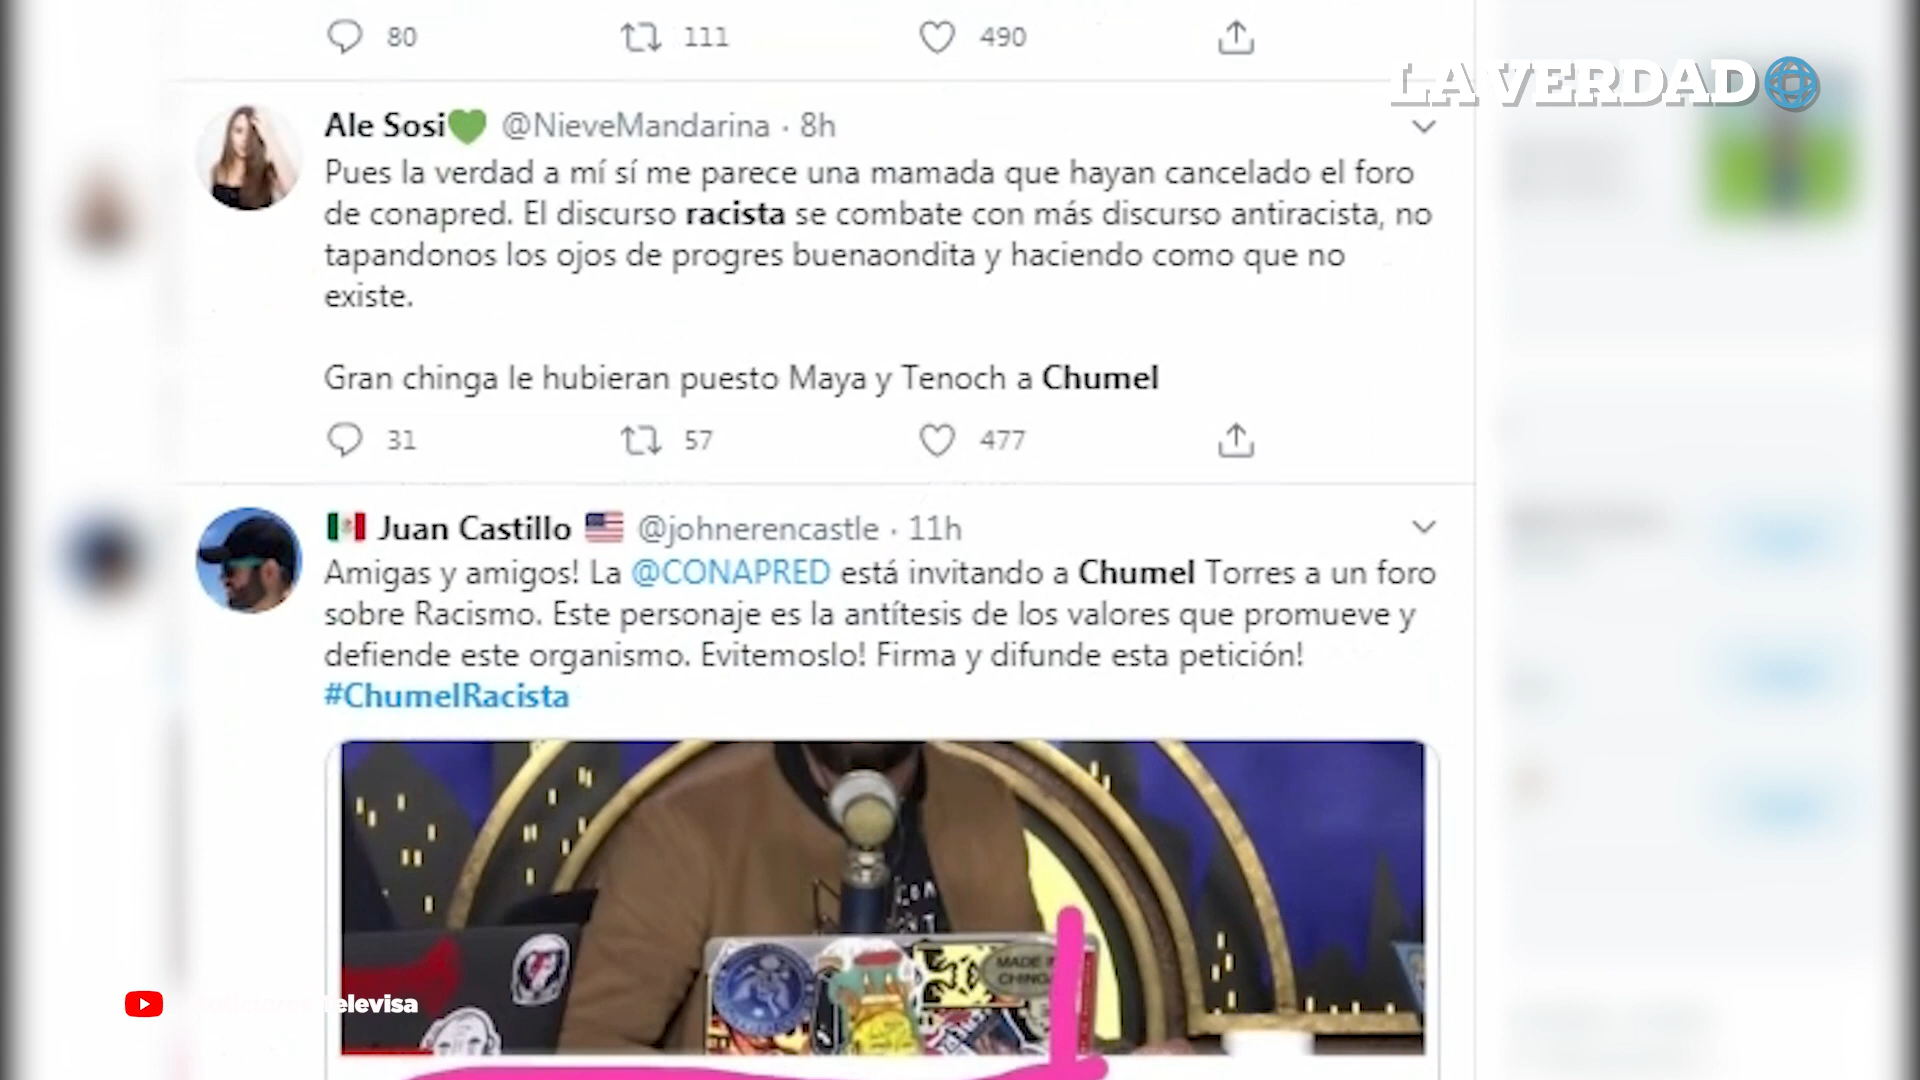 80 111 490
LA VERDAD
Ale Sosi💚 @NieveMandarina · 8h
Pues la verdad a mí sí me parece una mamada que hayan cancelado el foro
de conapred. El discurso racista se combate con más discurso antiracista, no
tapandonos los ojos de progres buenaondita y haciendo como que no
existe.
Gran chinga le hubieran puesto Maya y Tenoch a Chumel
31 57 477
🇲🇽 Juan Castillo 🇺🇸 @johnerencastle · 11h
Amigas y amigos! La @CONAPRED está invitando a Chumel Torres a un foro
sobre Racismo. Este personaje es la antítesis de los valores que promueve y
defiende este organismo. Evitemoslo! Firma y difunde esta petición!
#ChumelRacista
MADE IN
Televisa